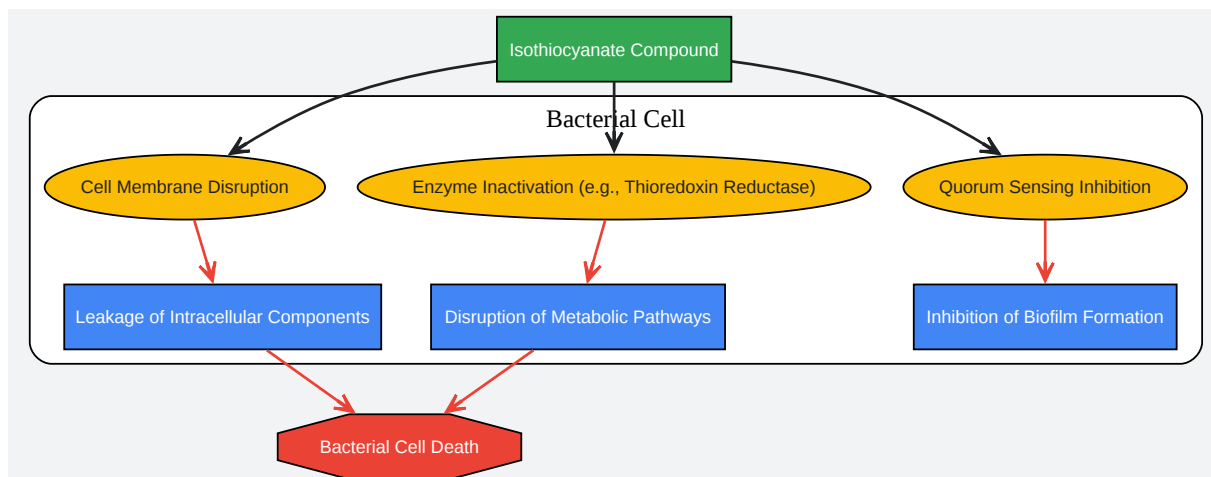 Isothiocyanate Compound
Bacterial Cell
Cell Membrane Disruption
Enzyme Inactivation (e.g., Thioredoxin Reductase)
Quorum Sensing Inhibition
Leakage of Intracellular Components
Disruption of Metabolic Pathways
Inhibition of Biofilm Formation
Bacterial Cell Death